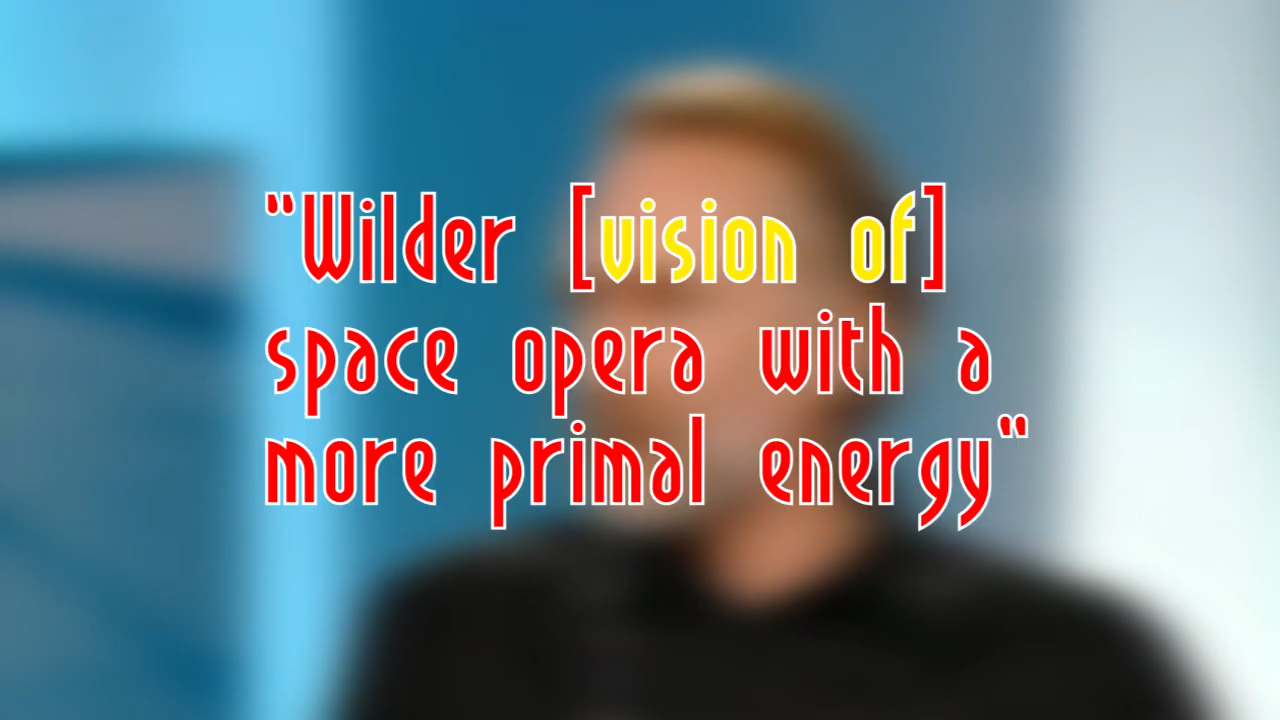 “Wilder [vision of]
space opera with a
more primal energy“